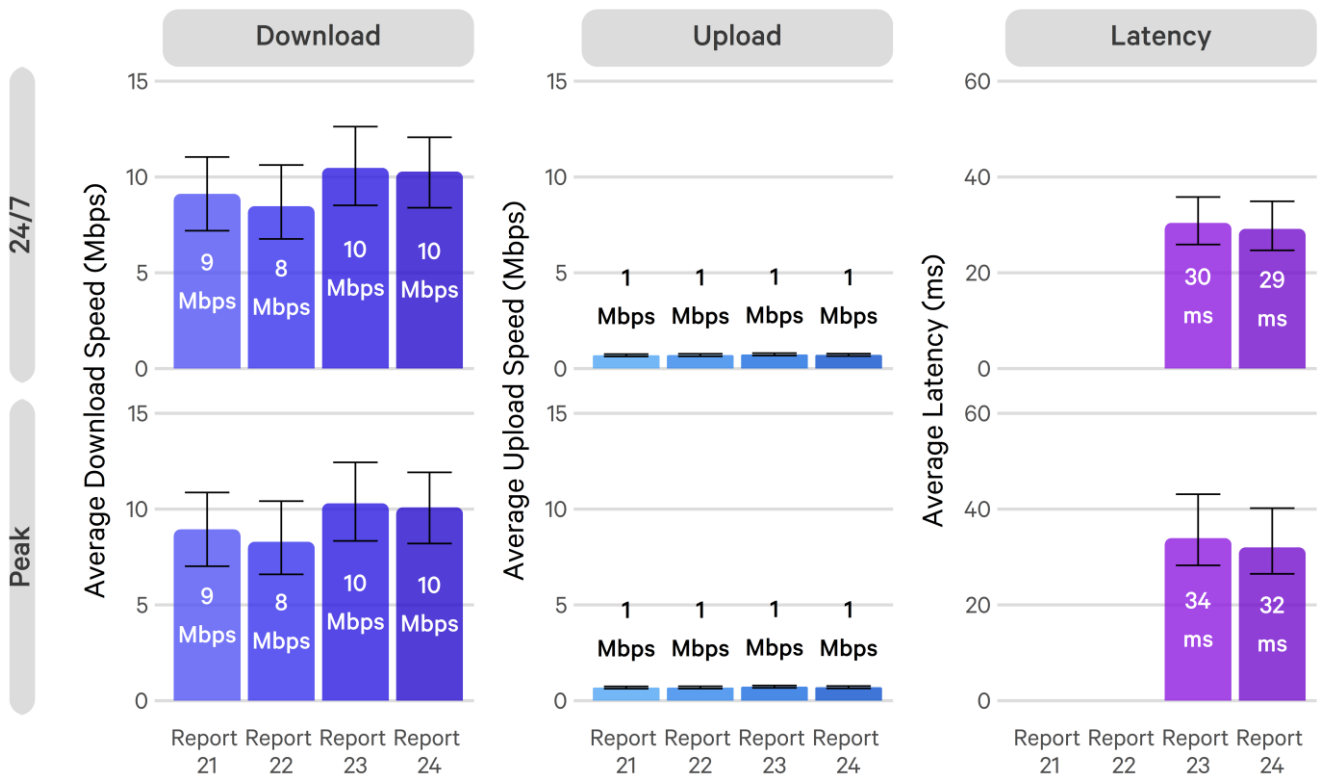 Download
Upload
Latency
24/7
Average Download Speed (Mbps)
15
10
5
0
9
Mbps
8
Mbps
10
Mbps
10
Mbps
Average Upload Speed (Mbps)
15
10
5
0
1
Mbps
1
Mbps
1
Mbps
1
Mbps
Average Latency (ms)
60
40
20
0
30
ms
29
ms
Peak
15
10
5
0
9
Mbps
8
Mbps
10
Mbps
10
Mbps
15
10
5
0
1
Mbps
1
Mbps
1
Mbps
1
Mbps
60
40
20
0
34
ms
32
ms
Report
21
Report
22
Report
23
Report
24
Report
21
Report
22
Report
23
Report
24
Report
21
Report
22
Report
23
Report
24